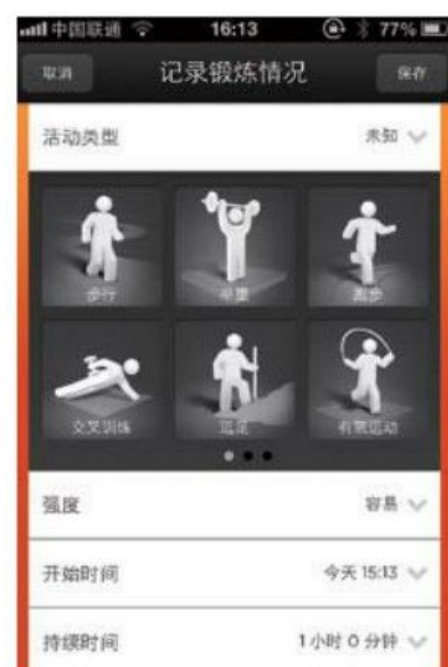 中国联通 16:13 77%
取消 记录锻炼情况 保存
活动类型 未知
步行 举重 跑步
交叉训练 远足 有氧运动
强度 容易
开始时间 今天 15:13
持续时间 1 小时 0 分钟